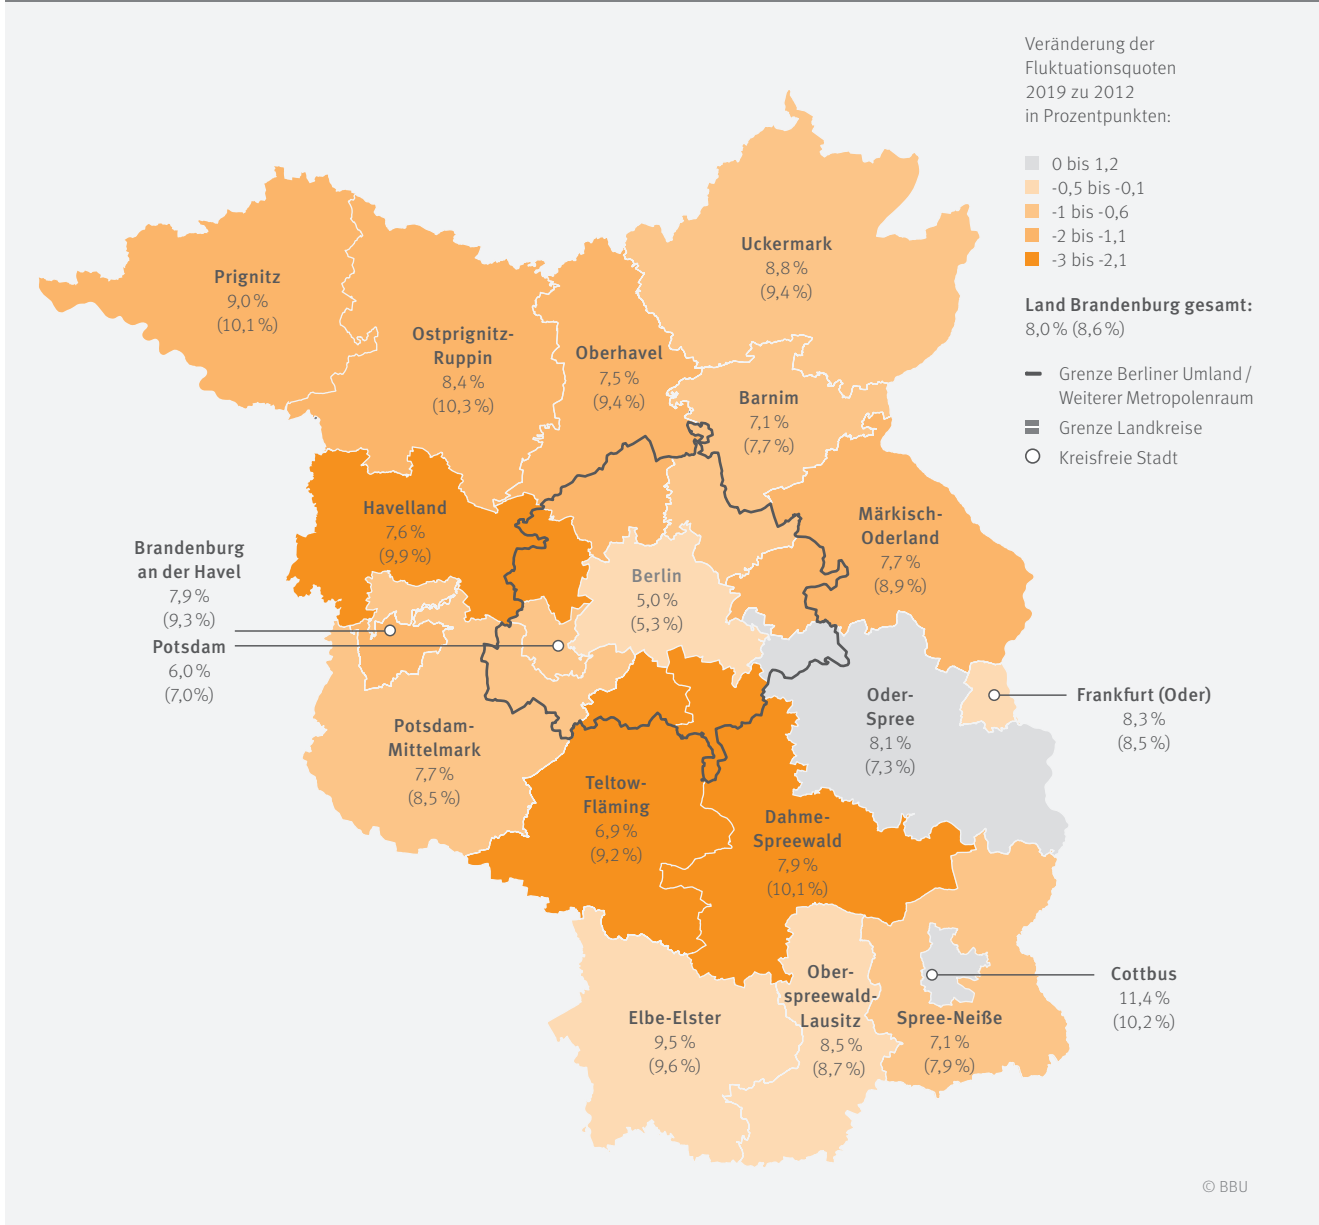 Veränderung der
Fluktuationsquoten
2019 zu 2012
in Prozentpunkten:
0 bis 1,2
-0,5 bis -0,1
-1 bis -0,6
-2 bis -1,1
-3 bis -2,1
Land Brandenburg gesamt:
8,0 % (8,6 %)
Grenze Berliner Umland /
Weiterer Metropolenraum
Grenze Landkreise
Kreisfreie Stadt
Uckermark
8,8 %
(9,4 %)
Prignitz
9,0 %
(10,1 %)
Ostprignitz-
Ruppin
8,4 %
(10,3 %)
Oberhavel
7,5 %
(9,4 %)
Barnim
7,1 %
(7,7 %)
Havelland
7,6 %
(9,9 %)
Märkisch-
Oderland
7,7 %
(8,9 %)
Brandenburg
an der Havel
7,9 %
(9,3 %)
Berlin
5,0 %
(5,3 %)
Potsdam
6,0 %
(7,0%)
Oder-
Spree
8,1 %
(7,3 %)
Frankfurt (Oder)
8,3 %
(8,5 %)
Potsdam-
Mittelmark
7,7 %
(8,5 %)
Teltow-
Fläming
6,9 %
(9,2 %)
Dahme-
Spreewald
7,9 %
(10,1 %)
Ober-
spreewald-
Lausitz
8,5 %
(8,7 %)
Cottbus
11,4 %
(10,2 %)
Elbe-Elster
9,5 %
(9,6 %)
Spree-Neiße
7,1 %
(7,9 %)
© BBU